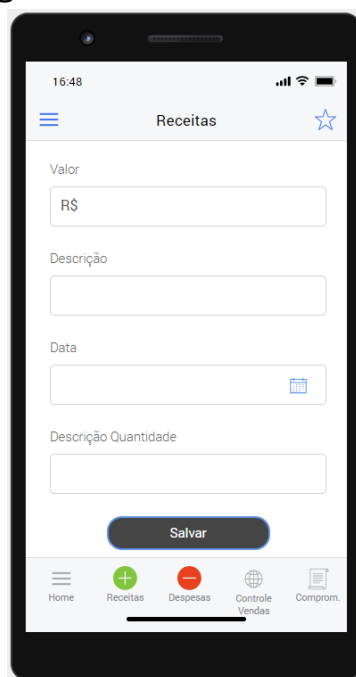 16:48
Receitas
Valor
R$
Descrição
Data
Descrição Quantidade
Salvar
Home
Receitas
Despesas
Controle
Vendas
Comprom.